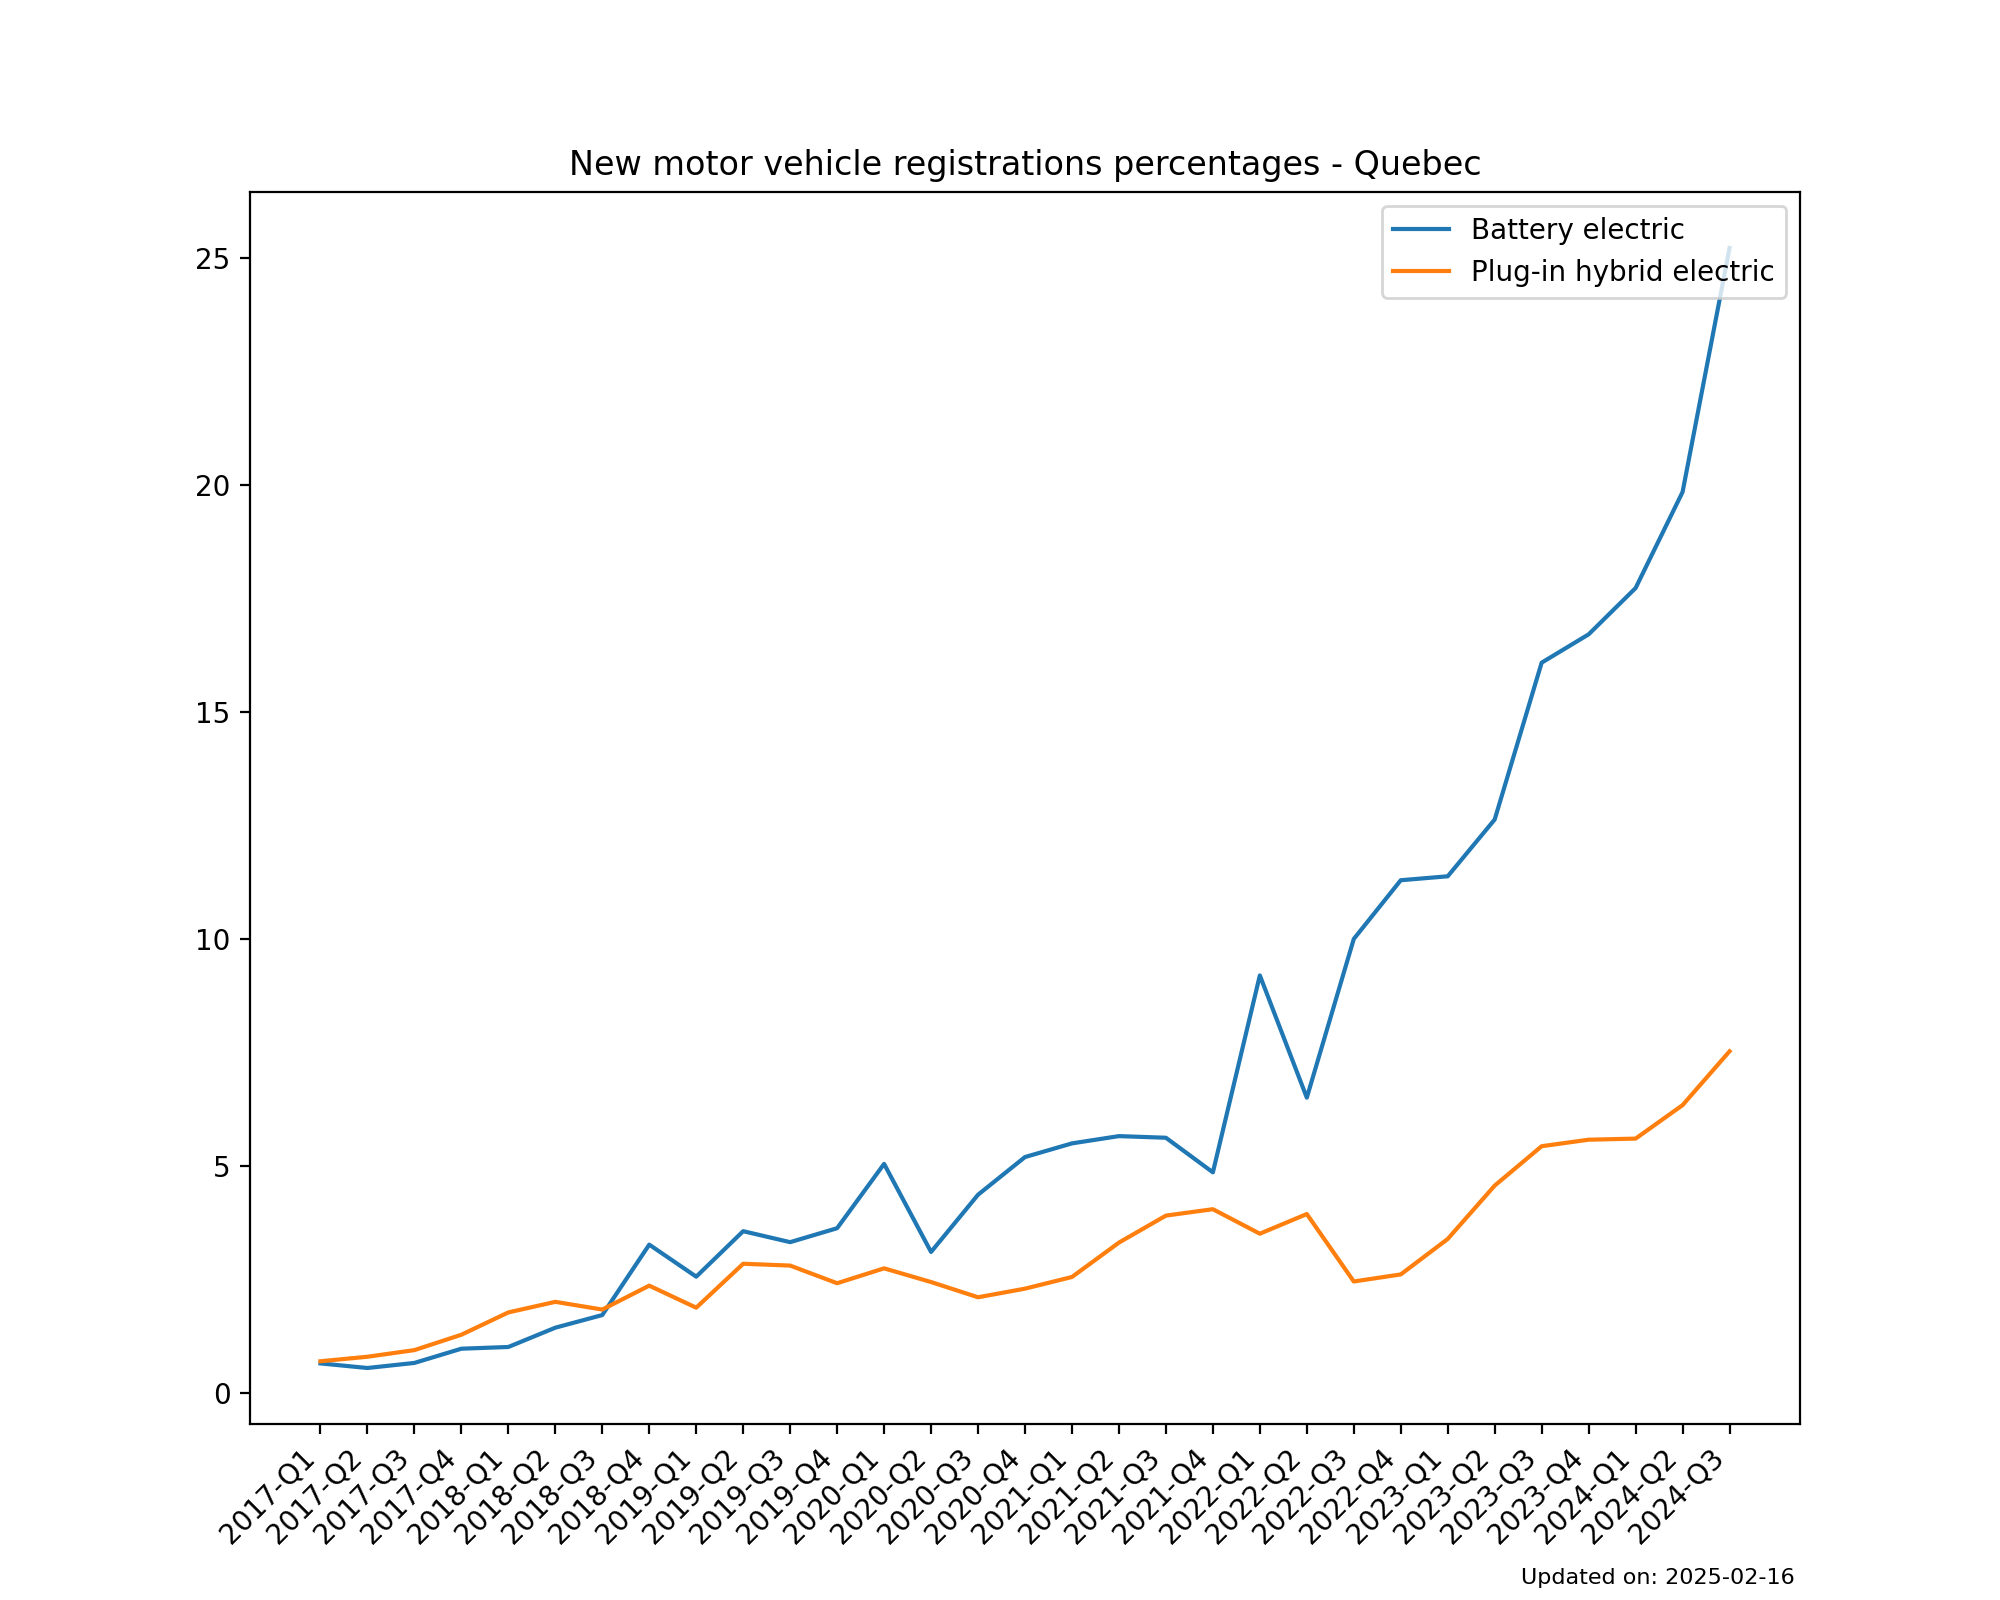 New motor vehicle registrations percentages - Quebec
Battery electric
Plug-in hybrid electric
25
20
15
10
5
0
2017-Q1
2017-Q2
2017-Q3
2017-Q4
2018-Q1
2018-Q2
2018-Q3
2018-Q4
2019-Q1
2019-Q2
2019-Q3
2019-Q4
2020-Q1
2020-Q2
2020-Q3
2020-Q4
2021-Q1
2021-Q2
2021-Q3
2021-Q4
2022-Q1
2022-Q2
2022-Q3
2022-Q4
2023-Q1
2023-Q2
2023-Q3
2023-Q4
2024-Q1
2024-Q2
2024-Q3
Updated on: 2025-02-16